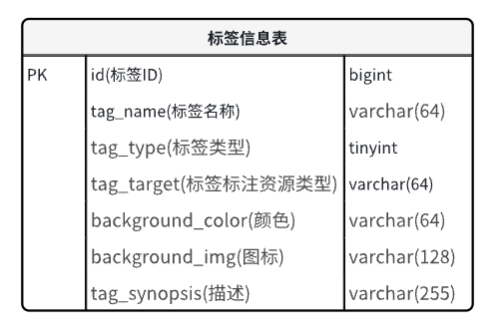 标签信息表
PK id(标签ID) bigint
tag_name(标签名称) varchar(64)
tag_type(标签类型) tinyint
tag_target(标签标注资源类型) varchar(64)
background_color(颜色) varchar(64)
background_img(图标) varchar(128)
tag_synopsis(描述) varchar(255)